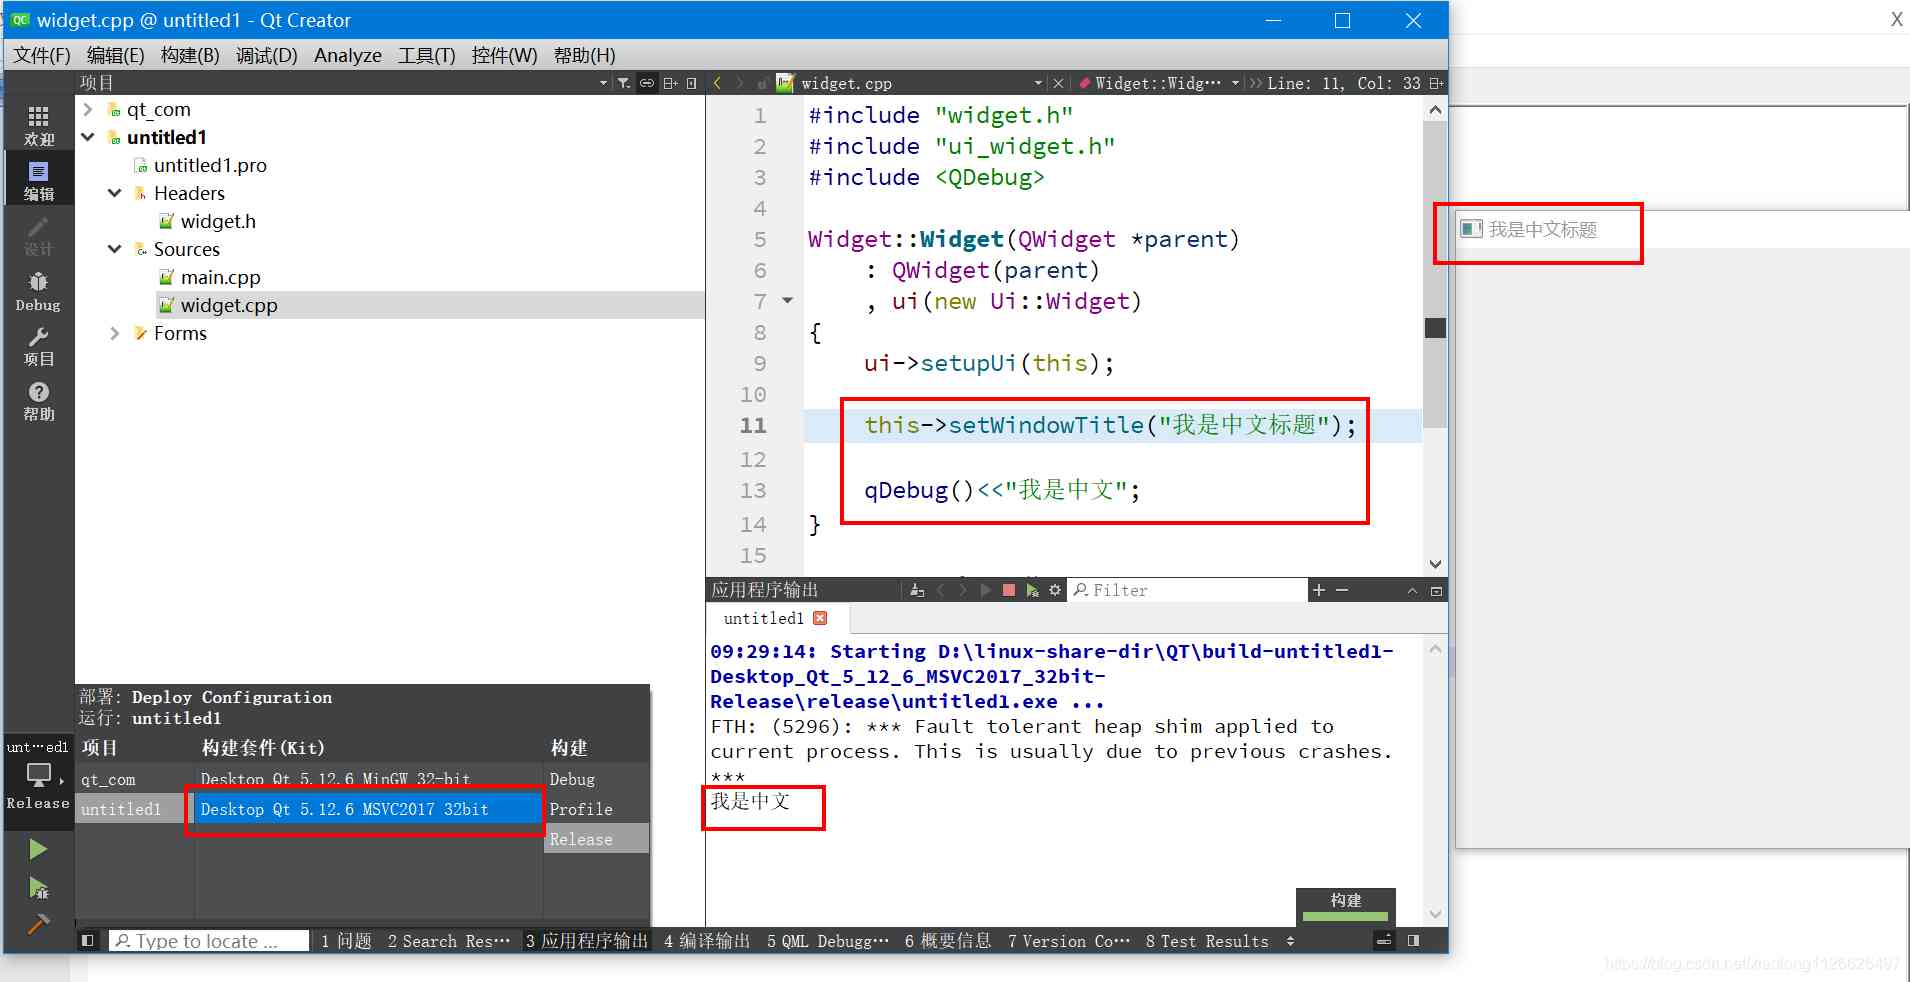 widget.cpp @ untitled1 - Qt Creator
文件(F) 编辑(E) 构建(B) 调试(D) Analyze 工具(T) 控件(W) 帮助(H)
项目
widget.cpp
Widget::Widg…
Line: 11, Col: 33
欢迎
编辑
设计
Debug
项目
帮助
qt_com
untitled1
untitled1.pro
Headers
widget.h
Sources
main.cpp
widget.cpp
Forms
1 #include "widget.h"
2 #include "ui_widget.h"
3 #include <QDebug>
4
5 Widget::Widget(QWidget *parent)
6 : QWidget(parent)
7 , ui(new Ui::Widget)
8 {
9 ui->setupUi(this);
10
11 this->setWindowTitle("我是中文标题");
12
13 qDebug()<<"我是中文";
14 }
15
X
我是中文标题
应用程序输出
Filter
untitled1
09:29:14: Starting D:\linux-share-dir\QT\build-untitled1-
Desktop_Qt_5_12_6_MSVC2017_32bit-
Release\release\untitled1.exe ...
FTH: (5296): *** Fault tolerant heap shim applied to
current process. This is usually due to previous crashes.
***
我是中文
部署: Deploy Configuration
运行: untitled1
项目 构建套件(Kit) 构建
qt_com Desktop Qt 5.12.6 MinGW 32-bit Debug
untitled1 Desktop Qt 5.12.6 MSVC2017 32bit Profile
Release
unt…ed1
Release
构建
Type to locate ...
1 问题 2 Search Res… 3 应用程序输出 4 编译输出 5 QML Debugg… 6 概要信息 7 Version Co… 8 Test Results